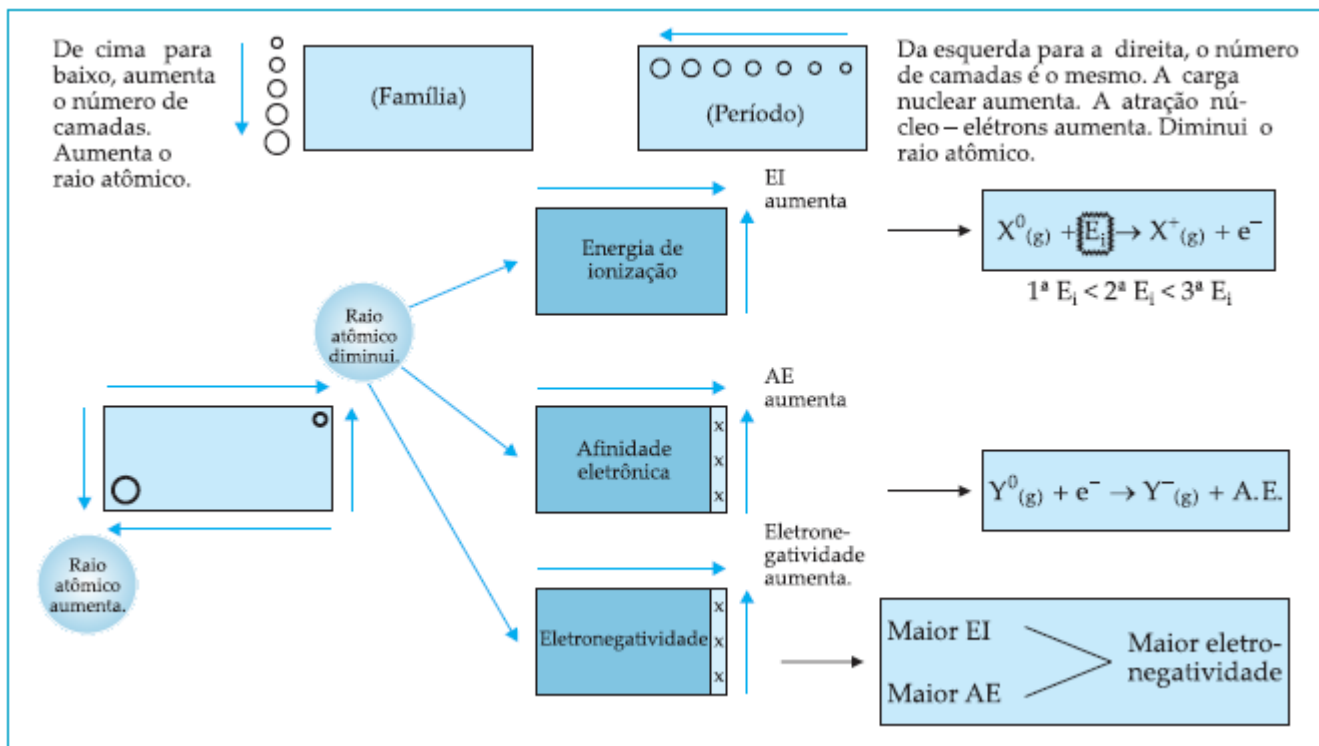 De cima para
baixo, aumenta
o número de
camadas.
Aumenta o
raio atômico.
(Família)
(Período)
Da esquerda para a direita, o número
de camadas é o mesmo. A carga
nuclear aumenta. A atração nú-
cleo – elétrons aumenta. Diminui o
raio atômico.
EI
aumenta
Energia de
ionização
X⁰(g) + Ei → X⁺(g) + e⁻
1ª Ei < 2ª Ei < 3ª Ei
Raio
atômico
diminui.
AE
aumenta
Afinidade
eletrônica
x
x
x
Y⁰(g) + e⁻ → Y⁻(g) + A.E.
Raio
atômico
aumenta.
Eletrone-
gatividade
aumenta.
Eletronegatividade
x
x
x
Maior EI
Maior AE
Maior eletro-
negatividade